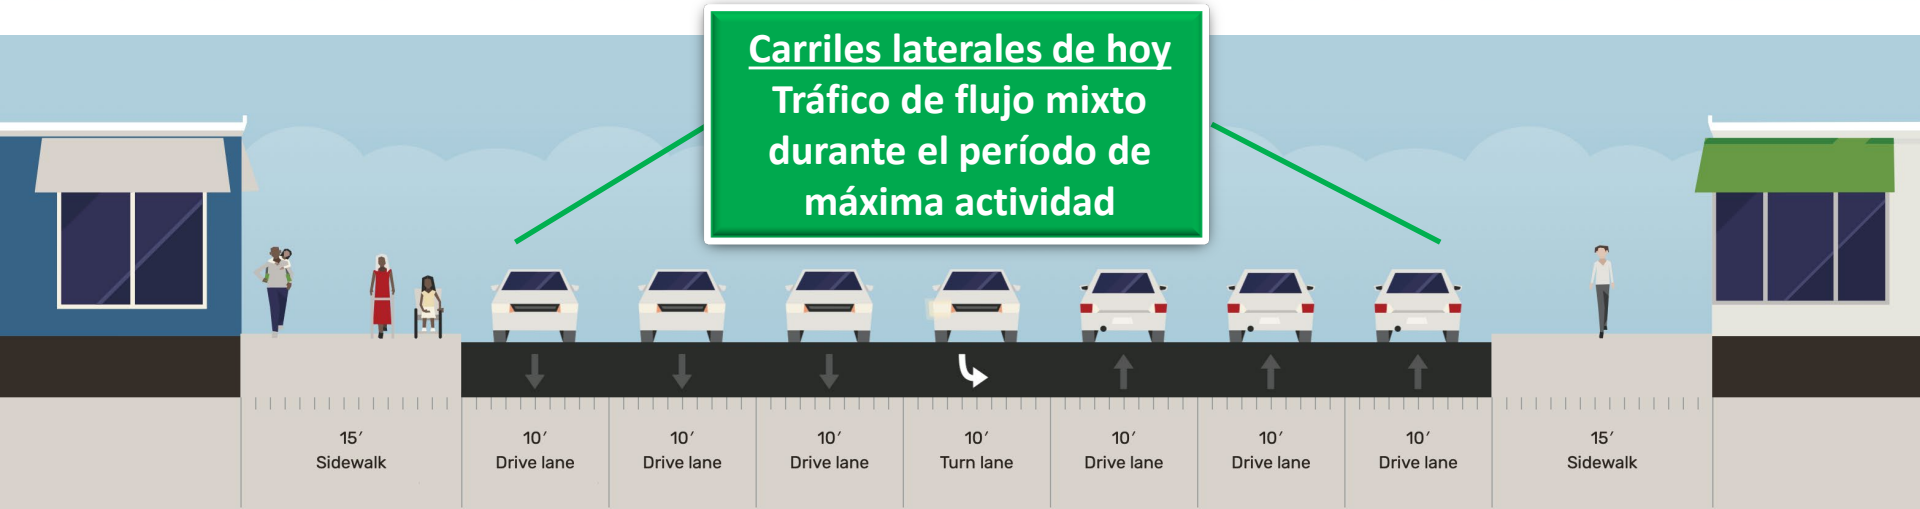 Carriles laterales de hoy
Tráfico de flujo mixto
durante el período de
máxima actividad
15′ 10′ 10′ 10′ 10′ 10′ 10′ 10′ 15′
Sidewalk Drive lane Drive lane Drive lane Turn lane Drive lane Drive lane Drive lane Sidewalk